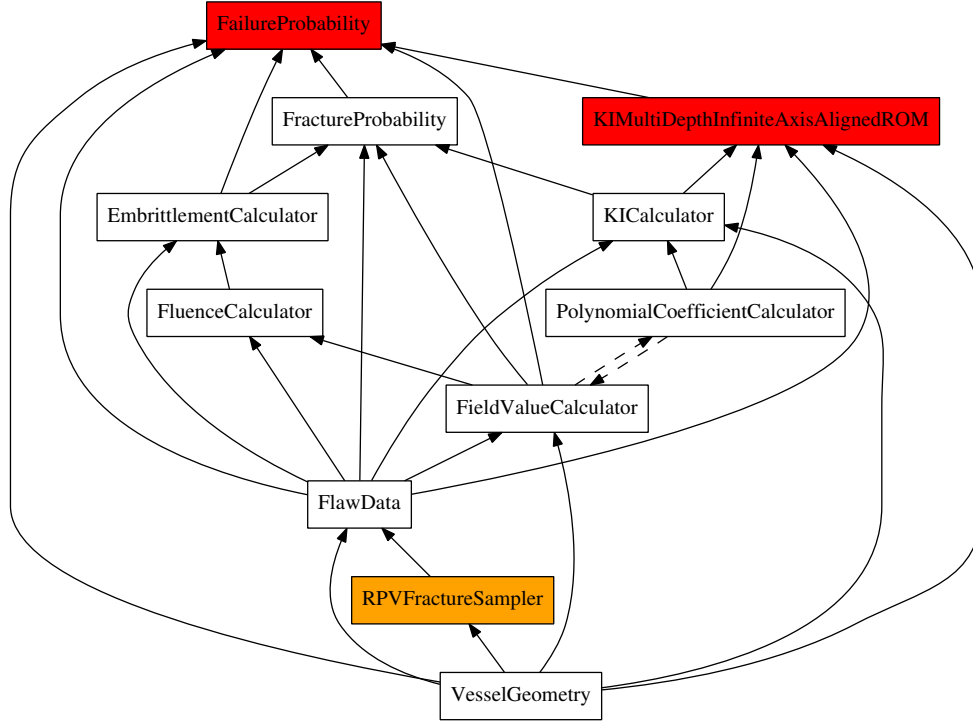 FailureProbability
FractureProbability
KIMultiDepthInfiniteAxisAlignedROM
EmbrittlementCalculator
KICalculator
FluenceCalculator
PolynomialCoefficientCalculator
FieldValueCalculator
FlawData
RPVFractureSampler
VesselGeometry